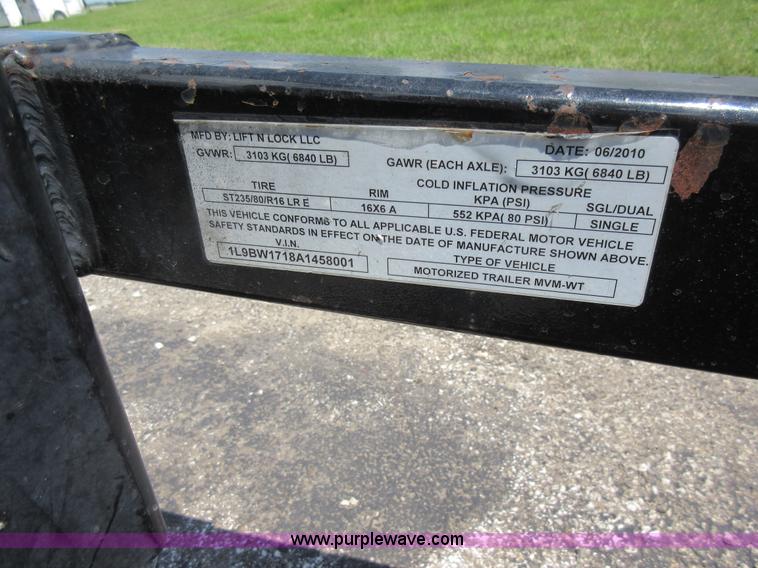 MFD BY: LIFT N LOCK LLC DATE: 06/2010
GVWR: 3103 KG( 6840 LB) GAWR (EACH AXLE): 3103 KG( 6840 LB)
COLD INFLATION PRESSURE
TIRE RIM KPA (PSI) SGL/DUAL
ST235/80/R16 LR E 16X6 A 552 KPA( 80 PSI) SINGLE
THIS VEHICLE CONFORMS TO ALL APPLICABLE U.S. FEDERAL MOTOR VEHICLE
SAFETY STANDARDS IN EFFECT ON THE DATE OF MANUFACTURE SHOWN ABOVE.
V.I.N. TYPE OF VEHICLE
1L9BW1718A1458001 MOTORIZED TRAILER MVM-WT
www.purplewave.com